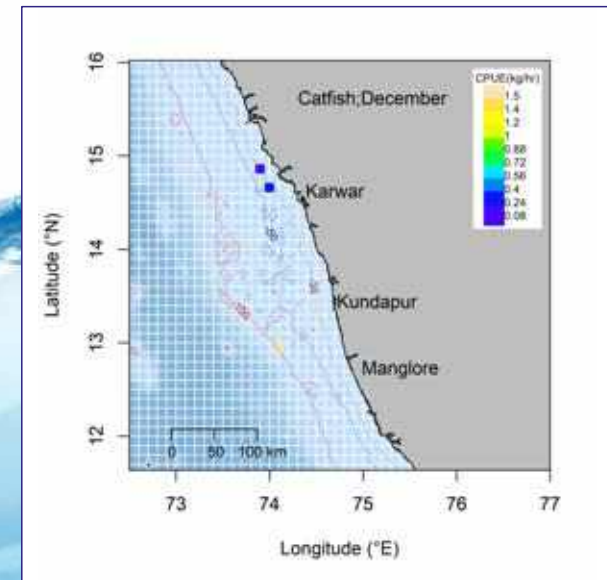 Catfish,December
CPUE(kg/hr)
1.5
1.4
1.2
1
0.88
0.72
0.56
0.4
0.24
0.08
Karwar
Kundapur
Manglore
16
15
14
13
12
Latitude (°N)
0 50 100 km
73 74 75 76 77
Longitude (°E)